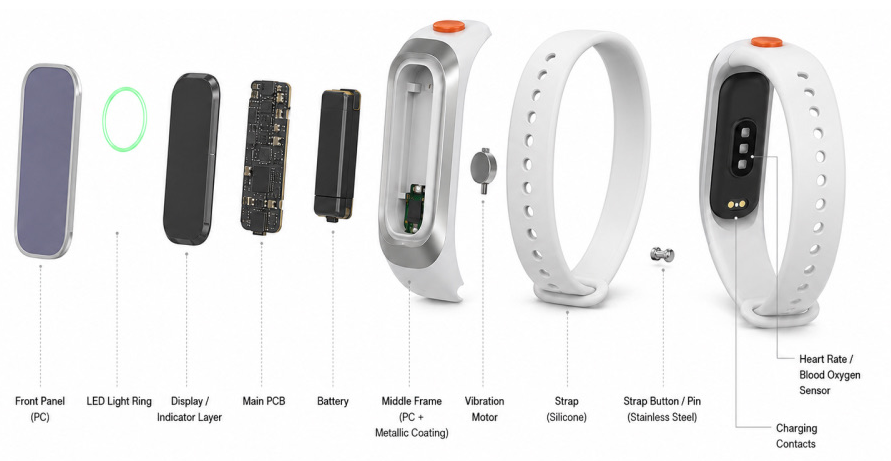 Front Panel
(PC)
LED Light Ring
Display /
Indicator Layer
Main PCB
Battery
Middle Frame
(PC +
Metallic Coating)
Vibration
Motor
Strap
(Silicone)
Strap Button / Pin
(Stainless Steel)
Heart Rate /
Blood Oxygen
Sensor
Charging
Contacts